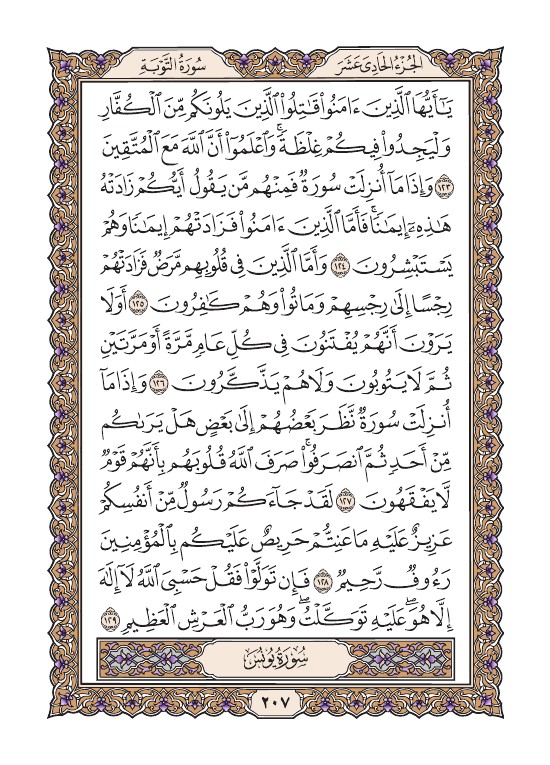 سُورَةُ التَّوْبَةِ
الجُزْءُ الحَادِي عَشَرَ
يَـٰٓأَيُّهَا ٱلَّذِينَ ءَامَنُوا۟ قَـٰتِلُوا۟ ٱلَّذِينَ يَلُونَكُم مِّنَ ٱلْكُفَّارِ
وَلْيَجِدُوا۟ فِيكُمْ غِلْظَةً ۚ وَٱعْلَمُوٓا۟ أَنَّ ٱللَّهَ مَعَ ٱلْمُتَّقِينَ
١٢٣ وَإِذَا مَآ أُنزِلَتْ سُورَةٌ فَمِنْهُم مَّن يَقُولُ أَيُّكُمْ زَادَتْهُ
هَـٰذِهِۦٓ إِيمَـٰنًا ۚ فَأَمَّا ٱلَّذِينَ ءَامَنُوا۟ فَزَادَتْهُمْ إِيمَـٰنًا وَهُمْ
يَسْتَبْشِرُونَ ١٢٤ وَأَمَّا ٱلَّذِينَ فِى قُلُوبِهِم مَّرَضٌ فَزَادَتْهُمْ
رِجْسًا إِلَىٰ رِجْسِهِمْ وَمَاتُوا۟ وَهُمْ كَـٰفِرُونَ ١٢٥ أَوَلَا
يَرَوْنَ أَنَّهُمْ يُفْتَنُونَ فِى كُلِّ عَامٍ مَّرَّةً أَوْ مَرَّتَيْنِ
ثُمَّ لَا يَتُوبُونَ وَلَا هُمْ يَذَّكَّرُونَ ١٢٦ وَإِذَا مَآ
أُنزِلَتْ سُورَةٌ نَّظَرَ بَعْضُهُمْ إِلَىٰ بَعْضٍ هَلْ يَرَىٰكُم
مِّنْ أَحَدٍ ثُمَّ ٱنصَرَفُوا۟ ۚ صَرَفَ ٱللَّهُ قُلُوبَهُم بِأَنَّهُمْ قَوْمٌ
لَّا يَفْقَهُونَ ١٢٧ لَقَدْ جَآءَكُمْ رَسُولٌ مِّنْ أَنفُسِكُمْ
عَزِيزٌ عَلَيْهِ مَا عَنِتُّمْ حَرِيصٌ عَلَيْكُم بِٱلْمُؤْمِنِينَ
رَءُوفٌ رَّحِيمٌ ١٢٨ فَإِن تَوَلَّوْا۟ فَقُلْ حَسْبِىَ ٱللَّهُ لَآ إِلَـٰهَ
إِلَّا هُوَ ۖ عَلَيْهِ تَوَكَّلْتُ ۖ وَهُوَ رَبُّ ٱلْعَرْشِ ٱلْعَظِيمِ ١٢٩
سُورَةُ يُونُسَ
٢٠٧